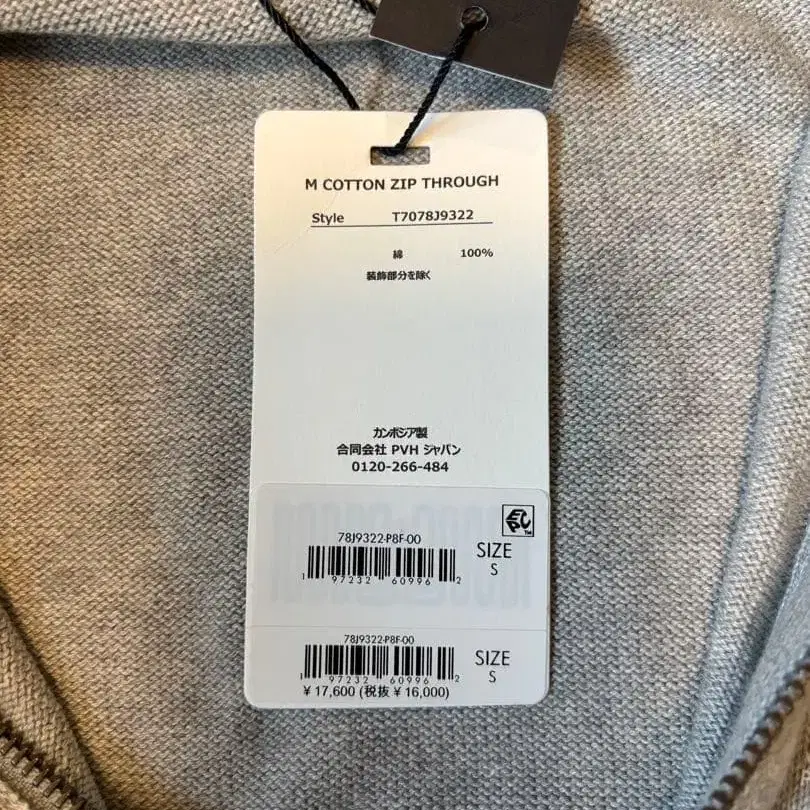 M COTTON ZIP THROUGH
Style T7078J9322
綿 100%
装飾部分を除く
カンボジア製
合同会社 PVH ジャパン
0120-266-484
78J9322-P8F-00
SIZE
S
1 97232 60996 2
78J9322-P8F-00
SIZE
S
1 97232 60996 2
¥ 17,600 (税抜 ¥ 16,000)